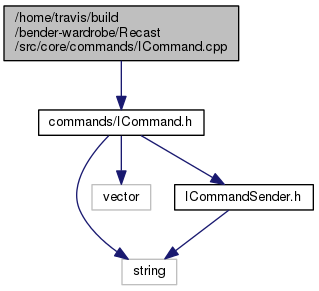 /home/travis/build
/bender-wardrobe/Recast
/src/core/commands/ICommand.cpp
commands/ICommand.h
vector
ICommandSender.h
string